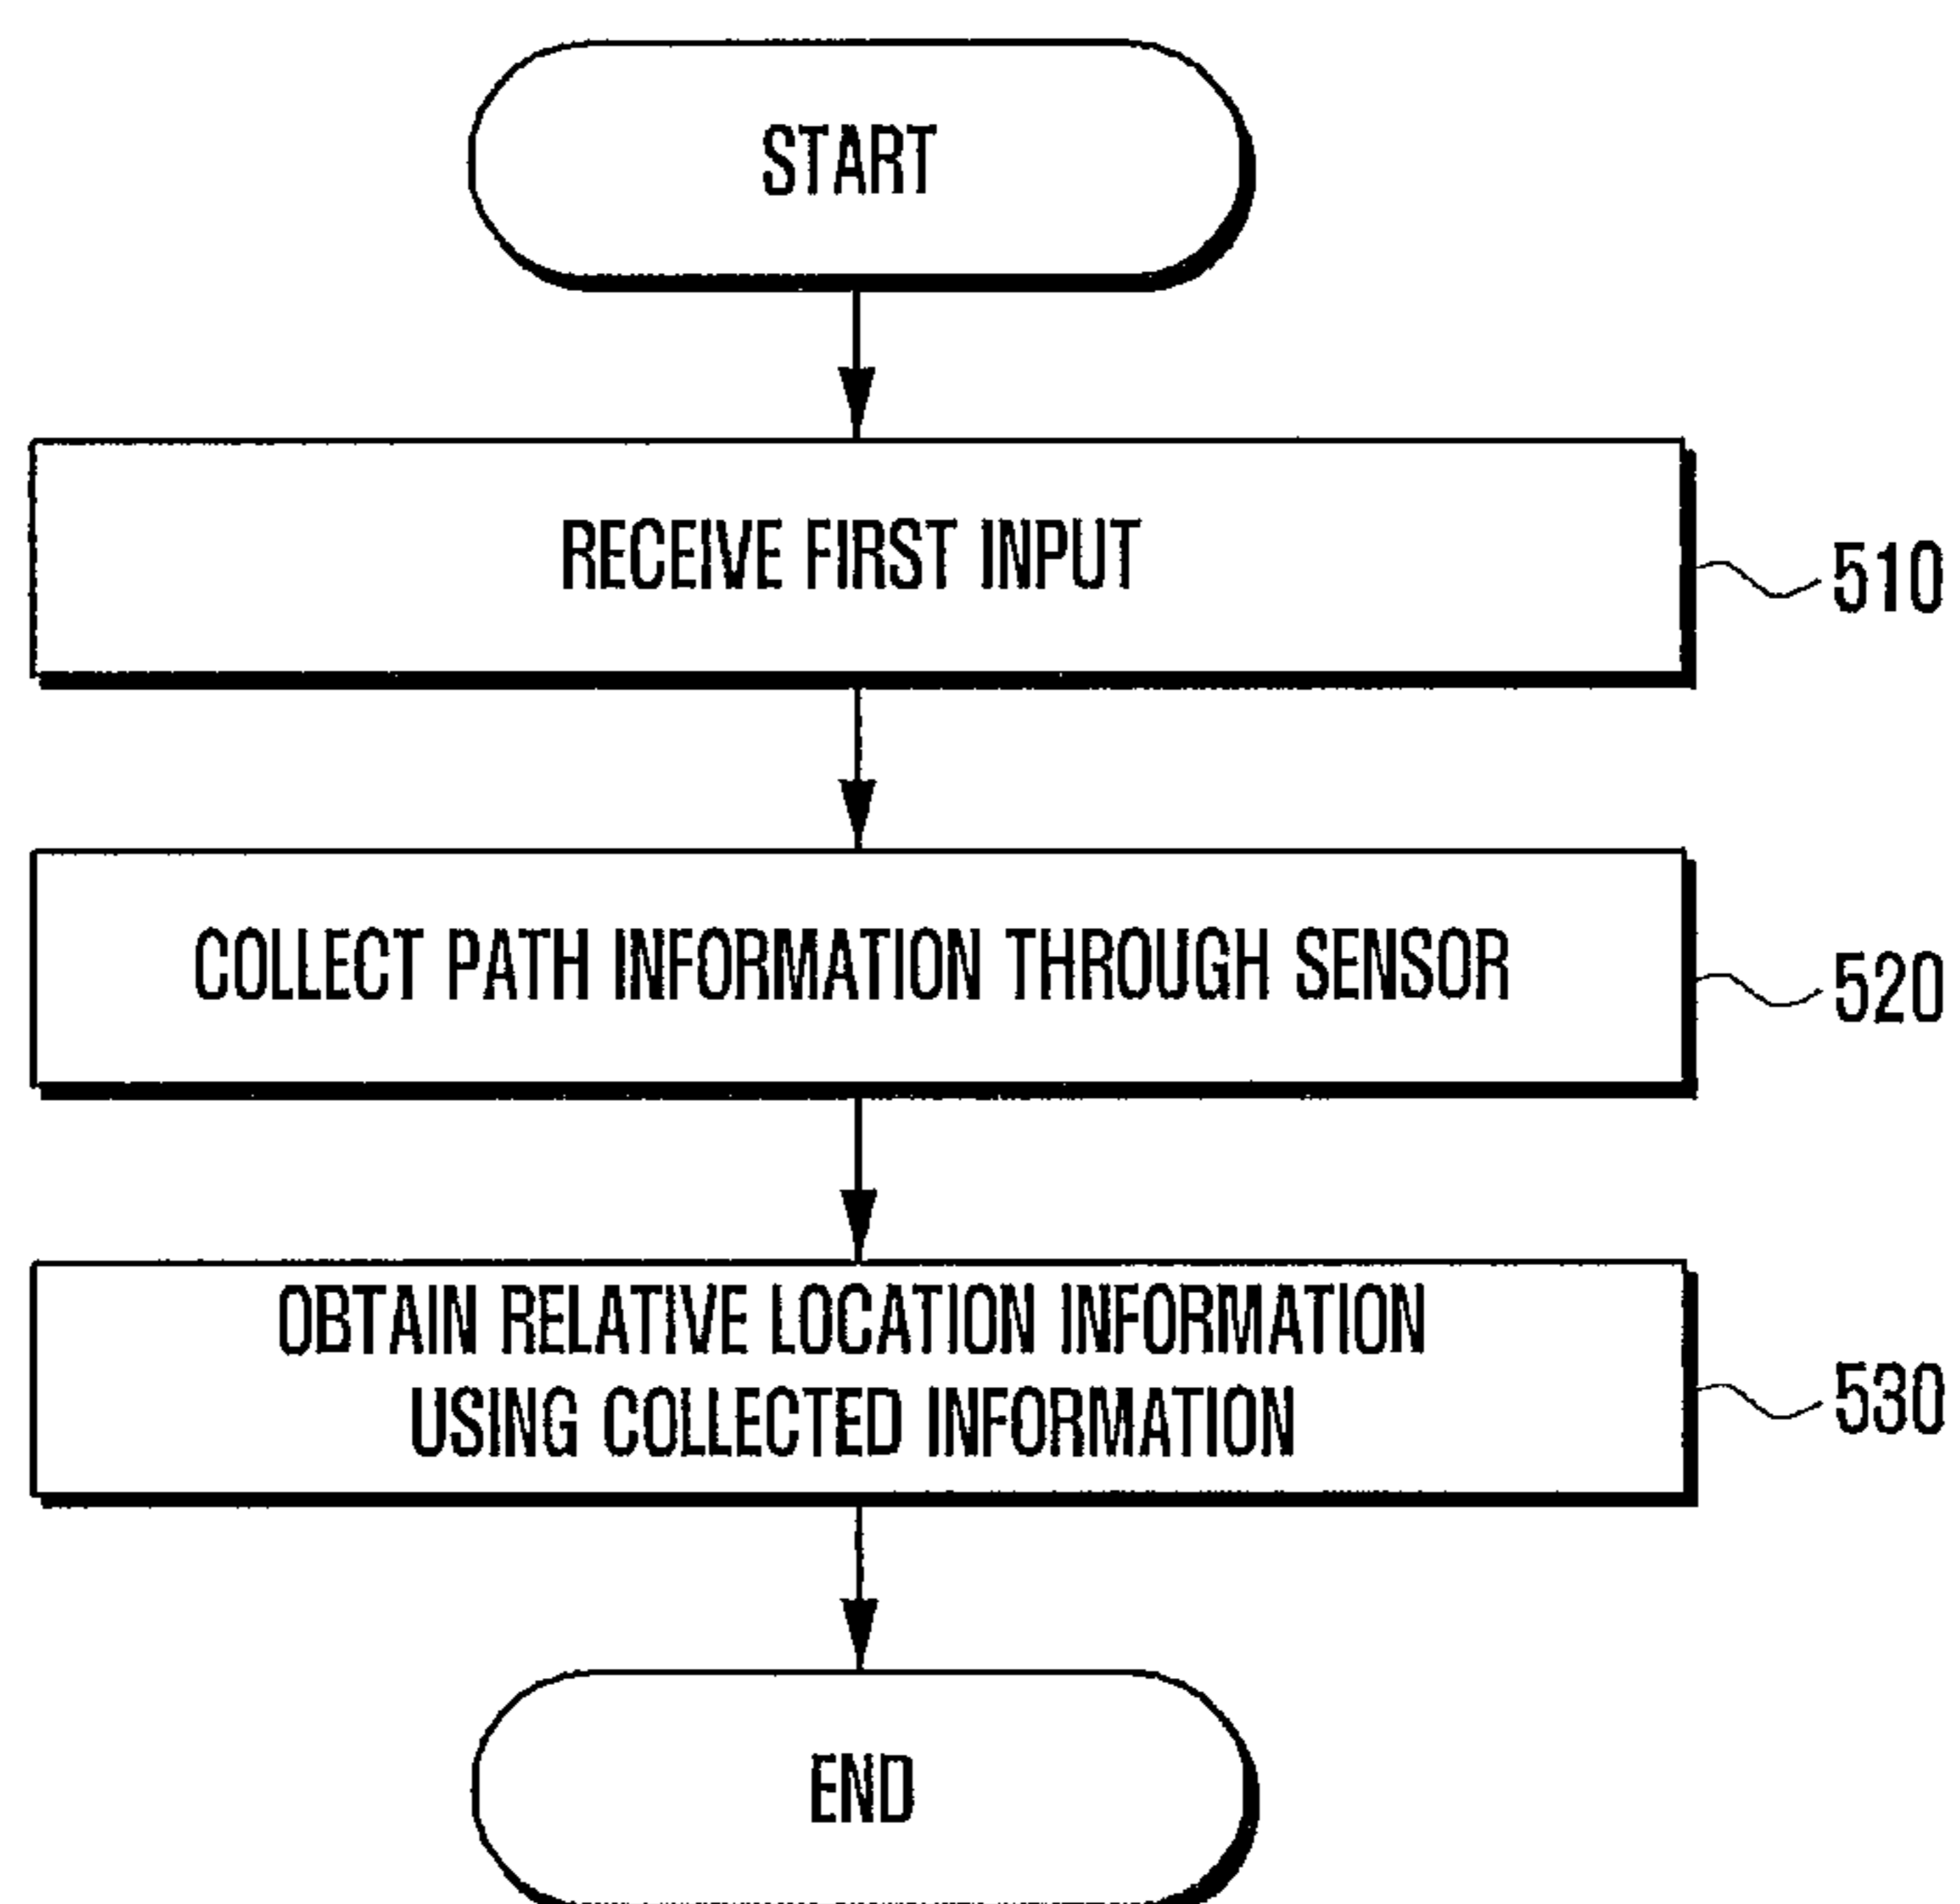 START
RECEIVE FIRST INPUT
510
COLLECT PATH INFORMATION THROUGH SENSOR
520
OBTAIN RELATIVE LOCATION INFORMATION
USING COLLECTED INFORMATION
530
END